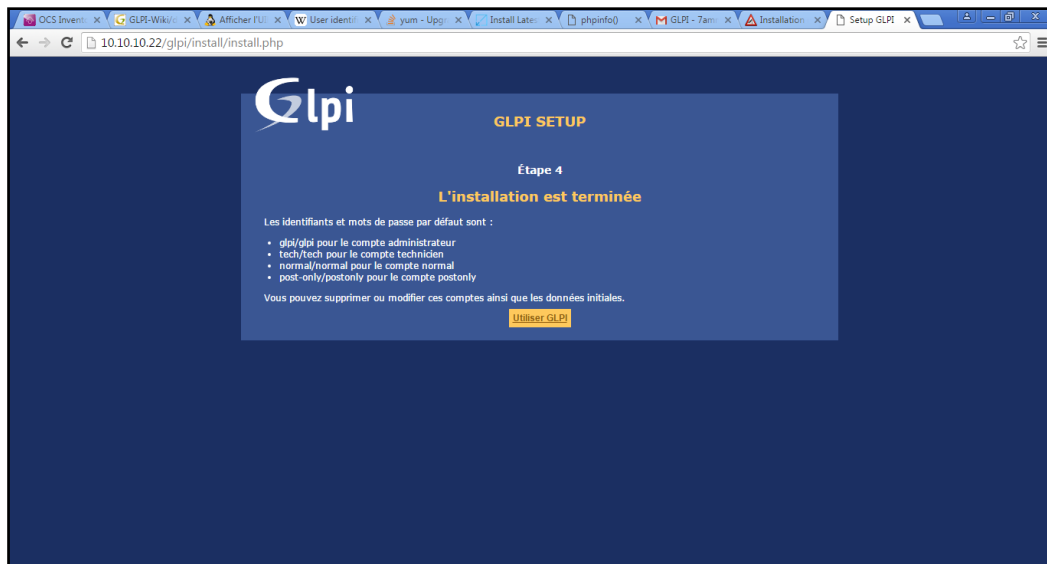 OCS Invent
GLPI-Wiki/
Afficher l'UI
User identifi
yum - Upg
Install Lates
phpinfo()
GLPI - 7am
Installation
Setup GLPI
10.10.10.22/glpi/install/install.php
Glpi
GLPI SETUP
Étape 4
L'installation est terminée
Les identifiants et mots de passe par défaut sont :
• glpi/glpi pour le compte administrateur
• tech/tech pour le compte technicien
• normal/normal pour le compte normal
• post-only/postonly pour le compte postonly
Vous pouvez supprimer ou modifier ces comptes ainsi que les données initiales.
Utiliser GLPI